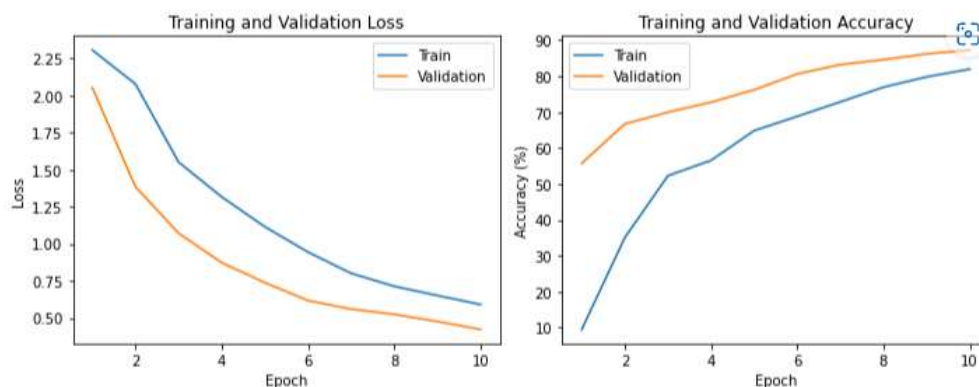 Training and Validation Loss
Train
Validation
2.25
2.00
1.75
1.50
1.25
1.00
0.75
0.50
Loss
2 4 6 8 10
Epoch
Training and Validation Accuracy
Train
Validation
90
80
70
60
50
40
30
20
10
Accuracy (%)
2 4 6 8 10
Epoch